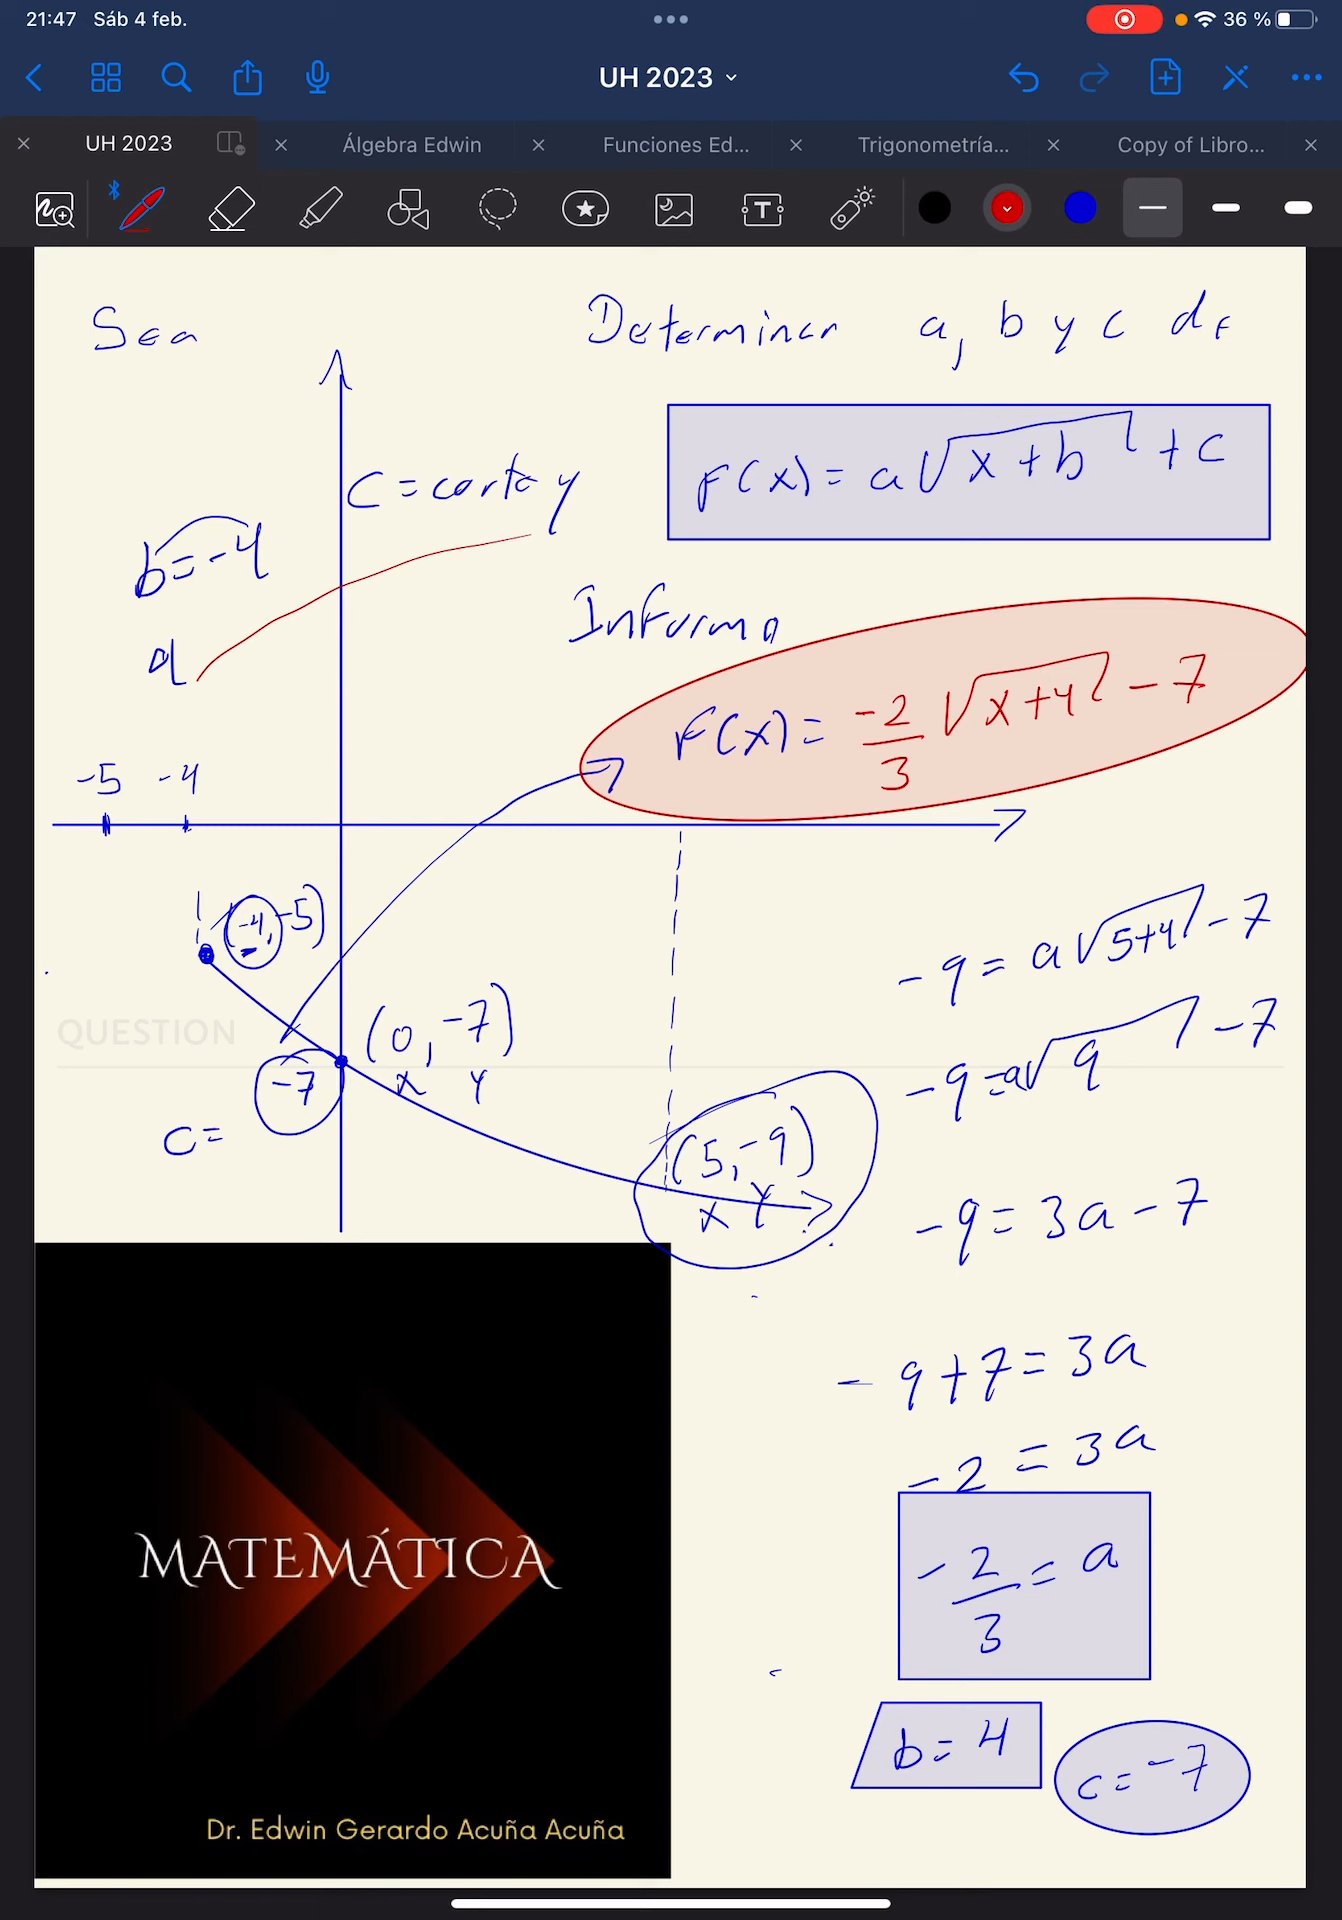 21:47 Sáb 4 feb. 36 %
UH 2023
UH 2023 Álgebra Edwin Funciones Ed... Trigonometría... Copy of Libro...
T
Sea Determinar a, b y c de
F(x) = a√x+b + c
c = corte y
b = -4
a
Informa
F(x) = -2/3 √x+4 - 7
-5 -4
(-4, -5)
-9 = a√5+4 - 7
QUESTION
(0, -7)
x y
-9 = a√9 - 7
-7
c =
(5, -9)
x y
-9 = 3a - 7
-9+7 = 3a
-2 = 3a
-2/3 = a
b = 4
c = -7
MATEMÁTICA
Dr. Edwin Gerardo Acuña Acuña